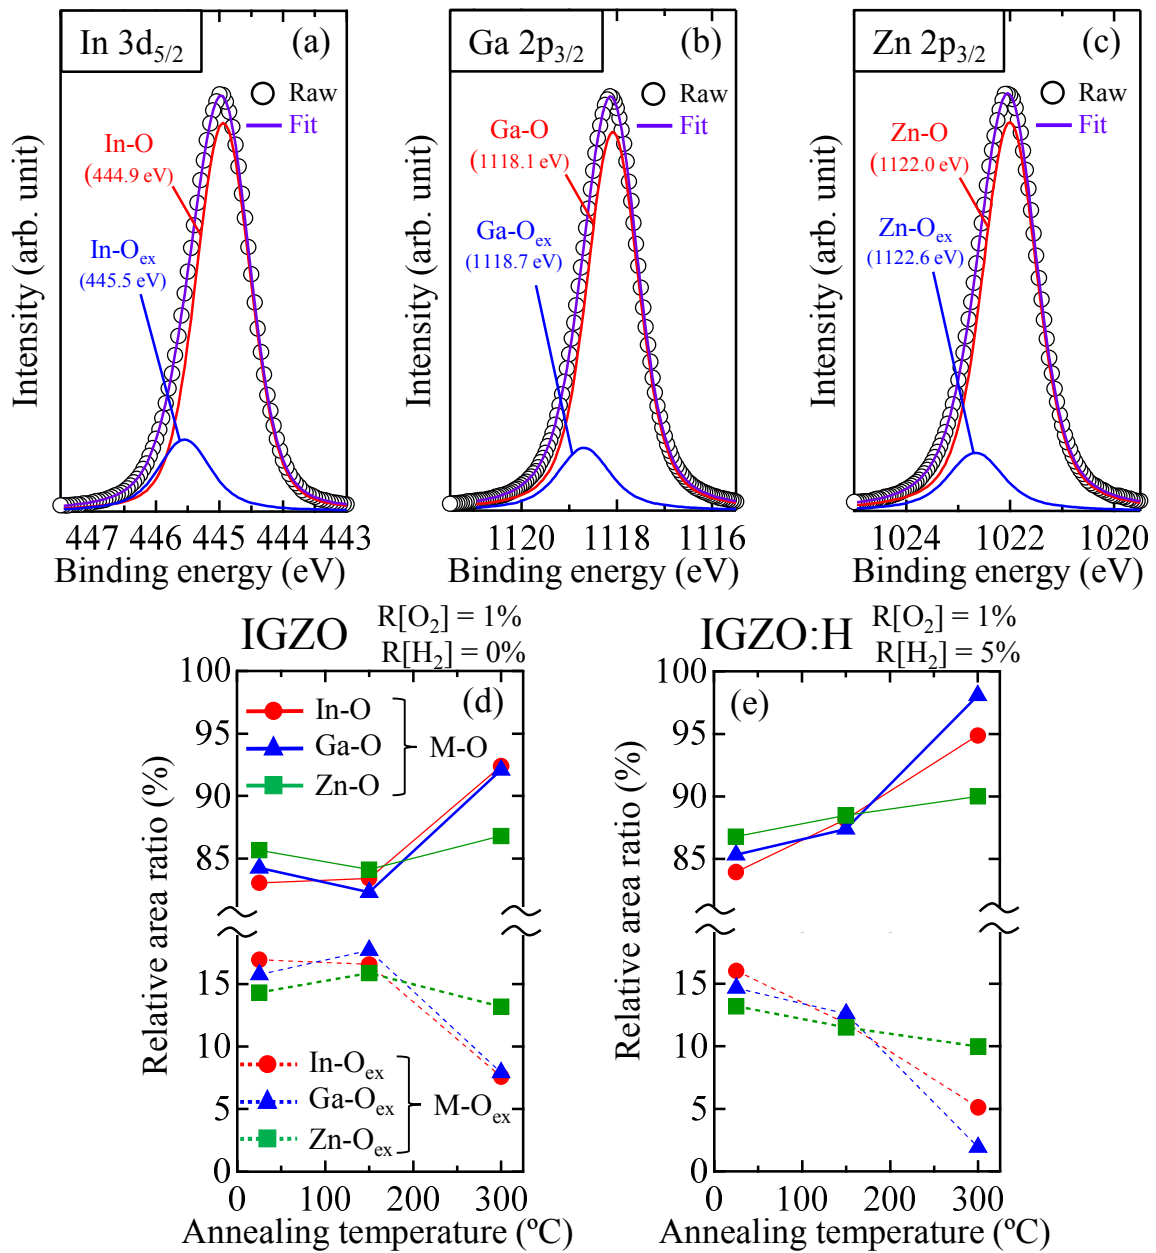 In 3d5/2 (a)
Raw
Fit
In-O
(444.9 eV)
In-Oex
(445.5 eV)
Intensity (arb. unit)
447 446 445 444 443
Binding energy (eV)
Ga 2p3/2 (b)
Raw
Fit
Ga-O
(1118.1 eV)
Ga-Oex
(1118.7 eV)
Intensity (arb. unit)
1120 1118 1116
Binding energy (eV)
Zn 2p3/2 (c)
Raw
Fit
Zn-O
(1122.0 eV)
Zn-Oex
(1122.6 eV)
Intensity (arb. unit)
1024 1022 1020
Binding energy (eV)
IGZO
R[O2] = 1%
R[H2] = 0%
(d)
In-O
Ga-O
Zn-O
M-O
In-Oex
Ga-Oex
Zn-Oex
M-Oex
100
95
90
85
15
10
5
0
Relative area ratio (%)
0 100 200 300
Annealing temperature (ºC)
IGZO:H
R[O2] = 1%
R[H2] = 5%
(e)
100
95
90
85
15
10
5
0
Relative area ratio (%)
0 100 200 300
Annealing temperature (ºC)